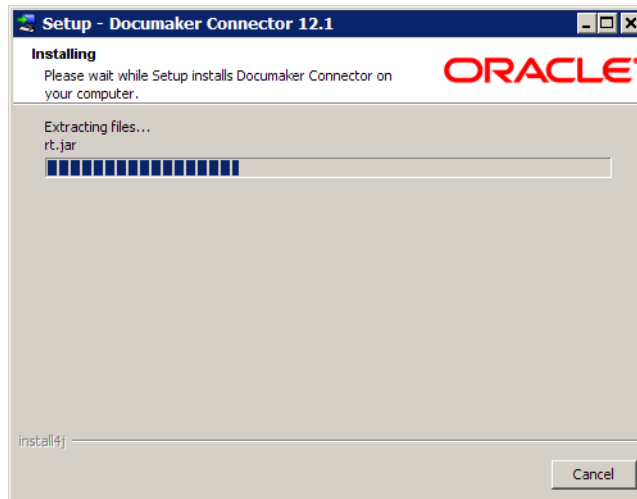 Setup - Documaker Connector 12.1
Installing
Please wait while Setup installs Documaker Connector on
your computer.
ORACLE
Extracting files...
rt.jar
install4j
Cancel